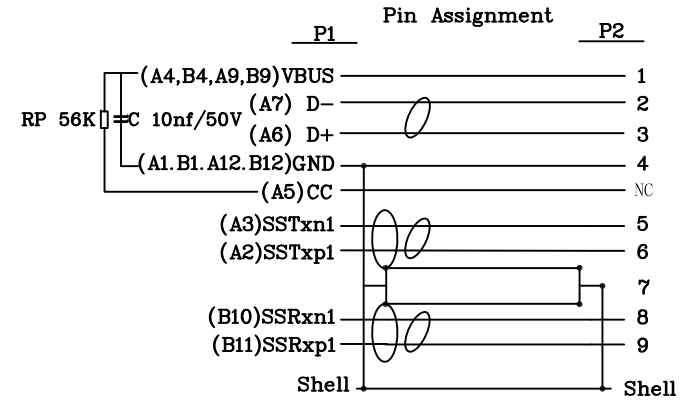 Pin Assignment
P1 P2
(A4,B4,A9,B9)VBUS 1
(A7) D- 2
RP 56K C 10nf/50V
(A6) D+ 3
(A1.B1.A12.B12)GND 4
(A5)CC NC
(A3)SSTxn1 5
(A2)SSTxp1 6
7
(B10)SSRxn1 8
(B11)SSRxp1 9
Shell Shell